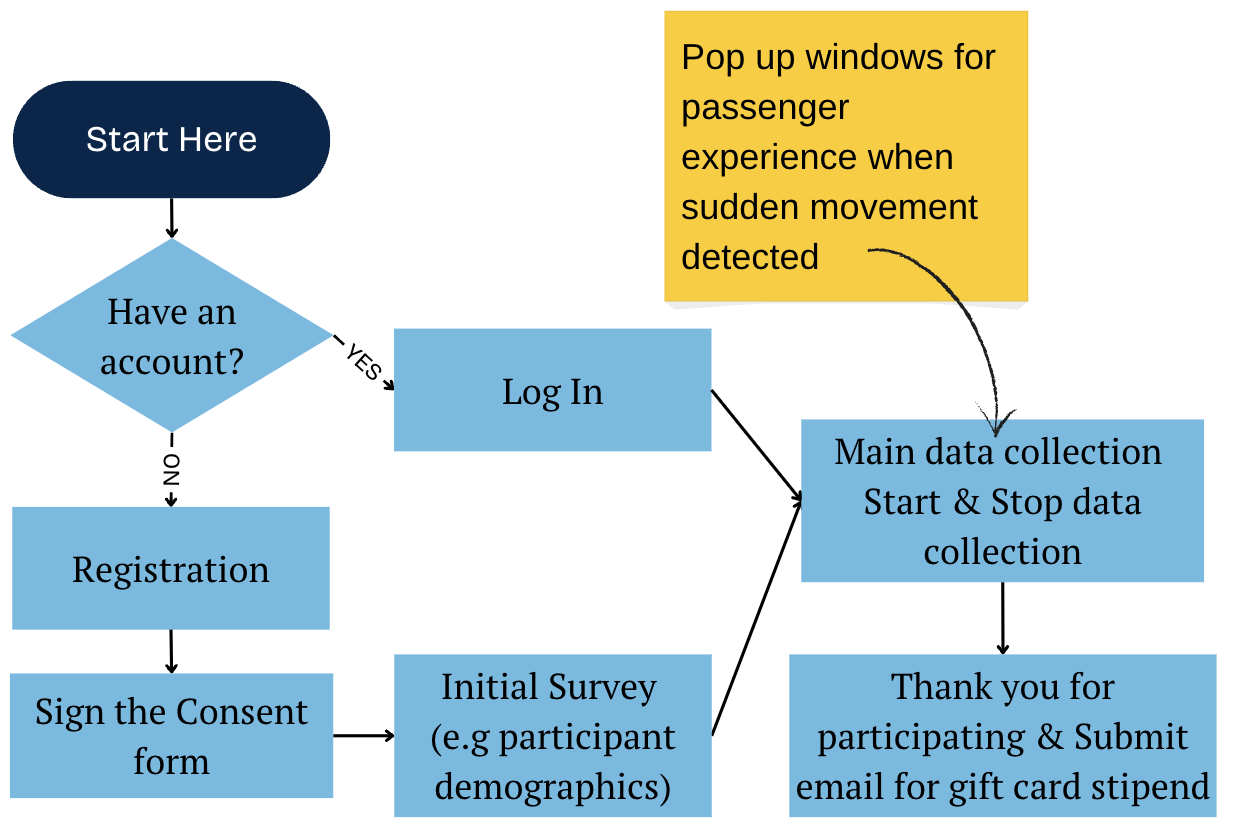 Start Here
Have an
account?
YES
NO
Log In
Registration
Sign the Consent
form
Initial Survey
(e.g participant
demographics)
Pop up windows for
passenger
experience when
sudden movement
detected
Main data collection
Start & Stop data
collection
Thank you for
participating & Submit
email for gift card stipend